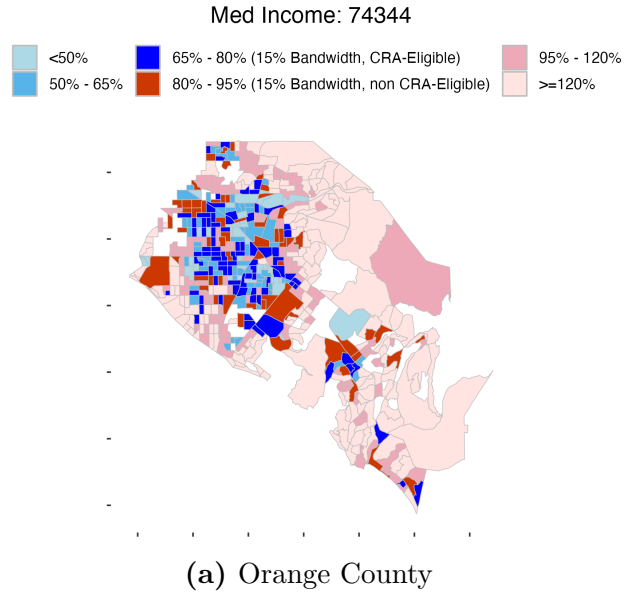 Med Income: 74344
<50% 65% - 80% (15% Bandwidth, CRA-Eligible) 95% - 120%
50% - 65% 80% - 95% (15% Bandwidth, non CRA-Eligible) >=120%
(a) Orange County